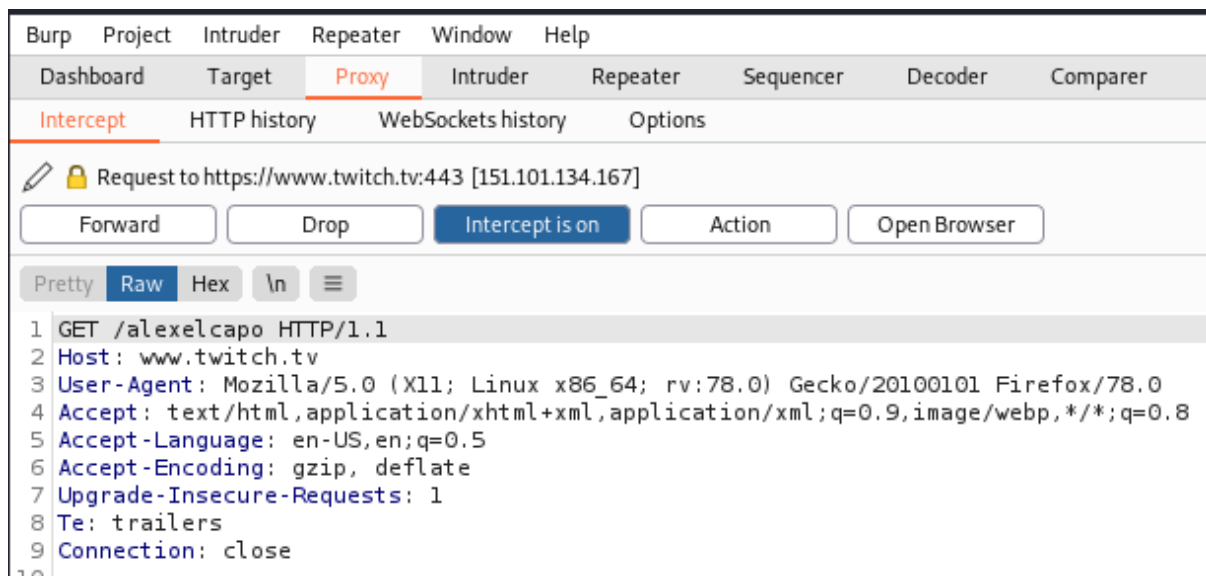 Burp Project Intruder Repeater Window Help
Dashboard Target Proxy Intruder Repeater Sequencer Decoder Comparer
Intercept HTTP history WebSockets history Options
Request to https://www.twitch.tv:443 [151.101.134.167]
Forward Drop Intercept is on Action Open Browser
Pretty Raw Hex \n ≡
1 GET /alexelcapo HTTP/1.1
2 Host: www.twitch.tv
3 User-Agent: Mozilla/5.0 (X11; Linux x86_64; rv:78.0) Gecko/20100101 Firefox/78.0
4 Accept: text/html,application/xhtml+xml,application/xml;q=0.9,image/webp,*/*;q=0.8
5 Accept-Language: en-US,en;q=0.5
6 Accept-Encoding: gzip, deflate
7 Upgrade-Insecure-Requests: 1
8 Te: trailers
9 Connection: close
10